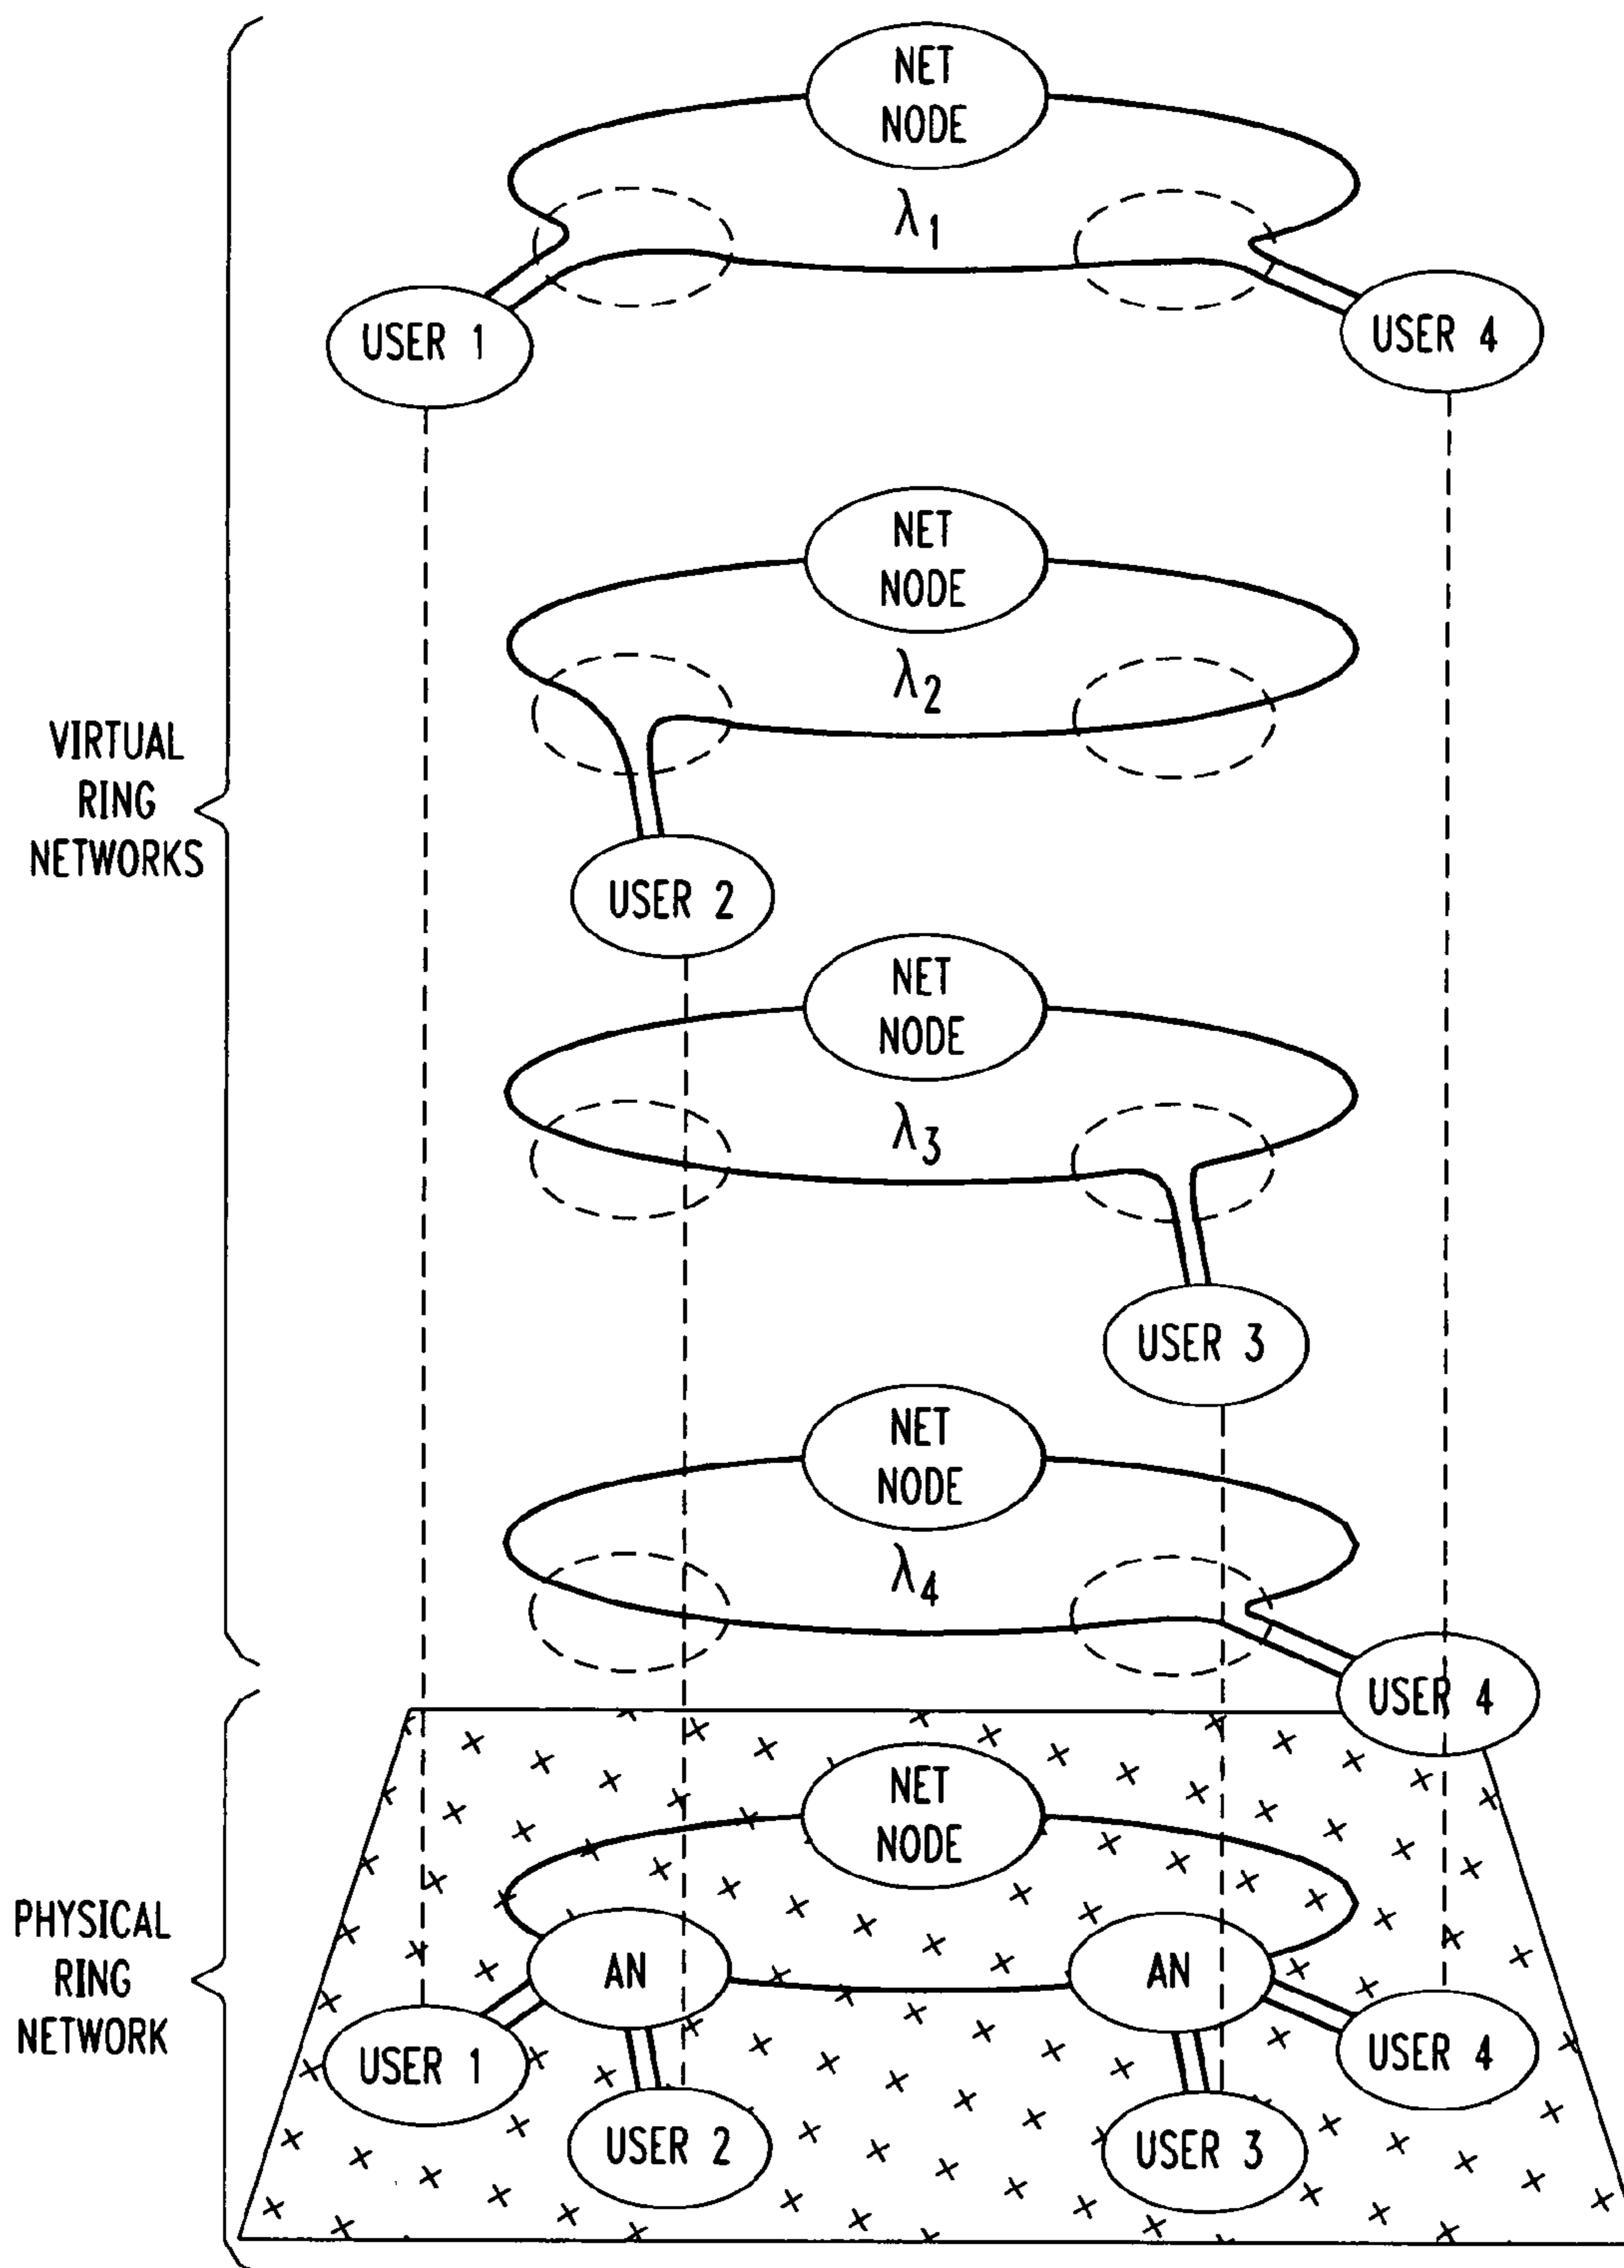 NET
NODE
λ1
USER 1
USER 4
NET
NODE
λ2
VIRTUAL
RING
NETWORKS
USER 2
NET
NODE
λ3
USER 3
NET
NODE
λ4
USER 4
NET
NODE
PHYSICAL
RING
NETWORK
AN
AN
USER 1
USER 4
USER 2
USER 3